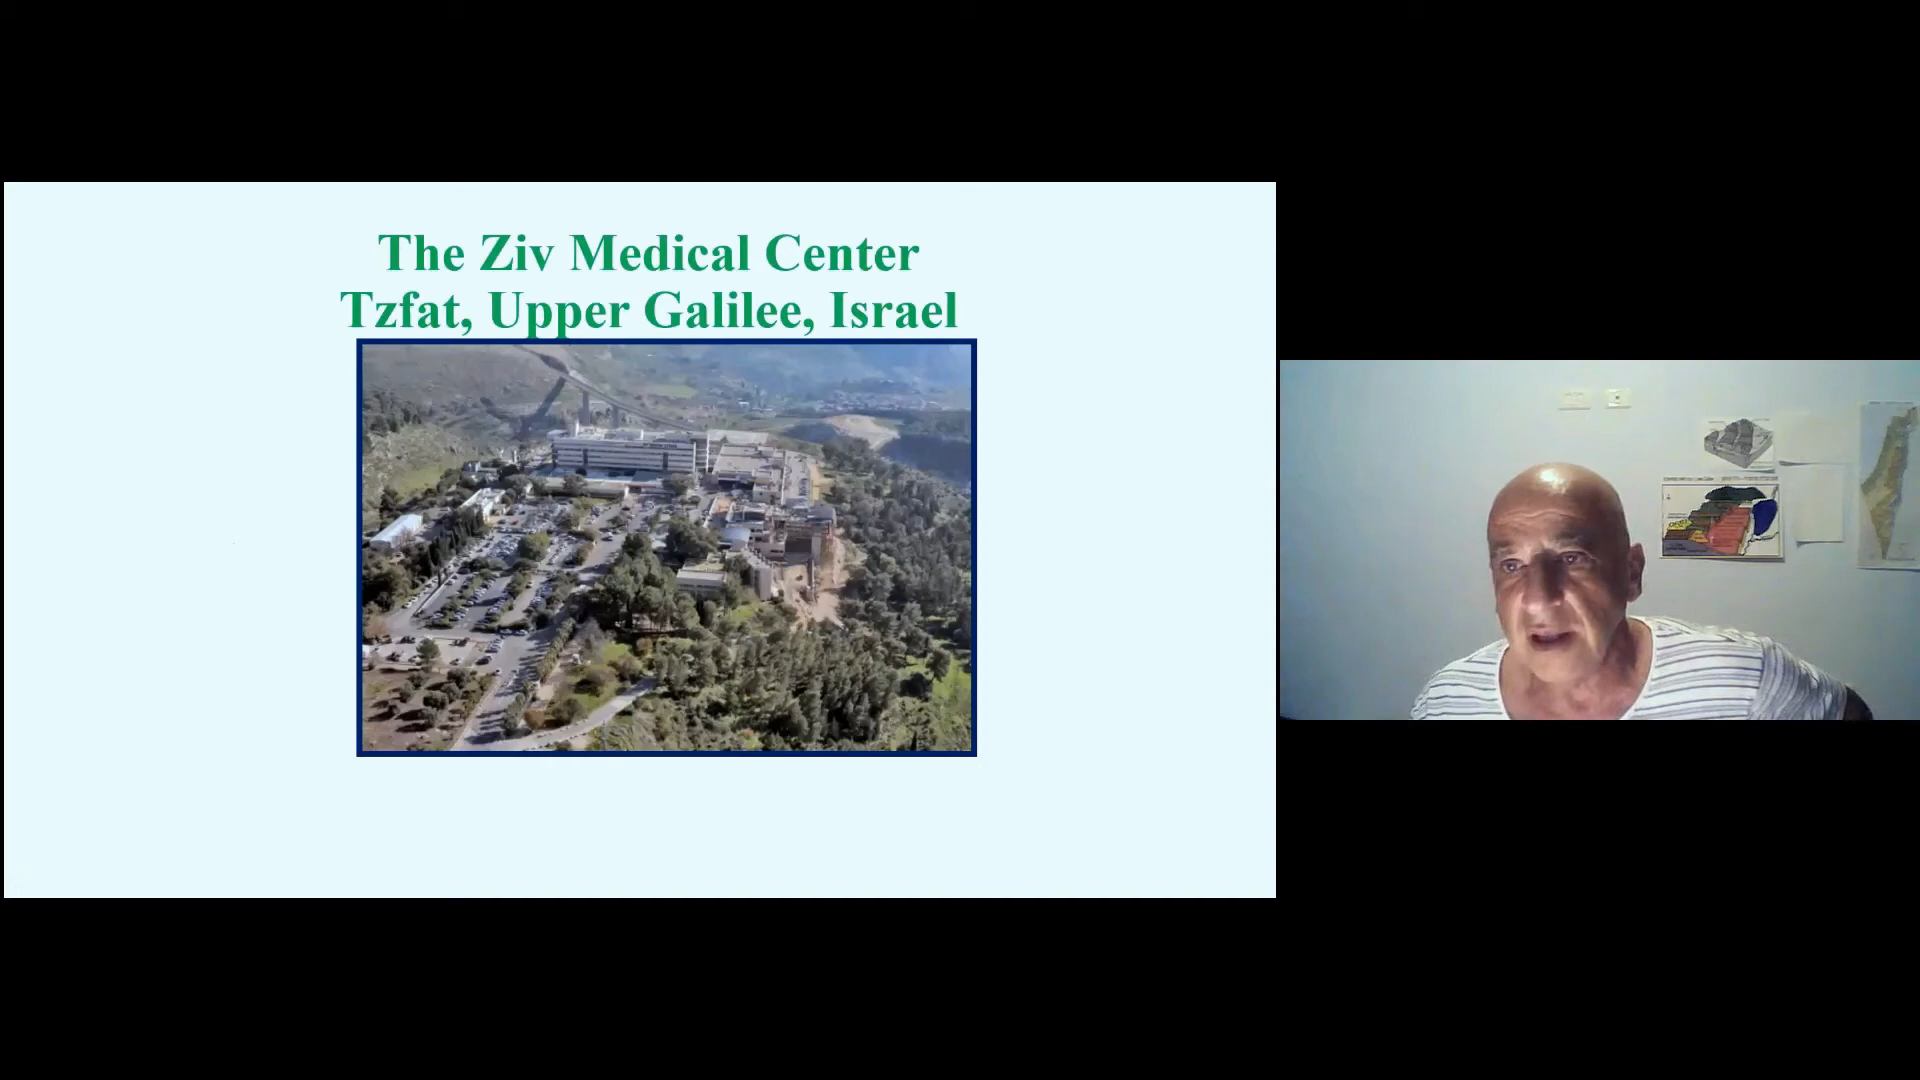 The Ziv Medical Center
Tzfat, Upper Galilee, Israel